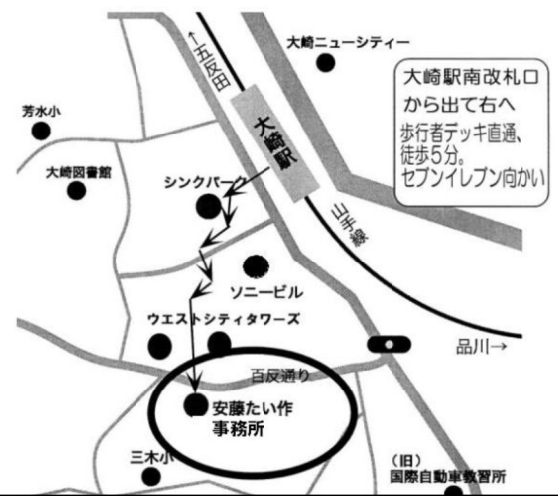 ←五反田
大崎ニューシティー
大崎駅南改札口
から出て右へ
歩行者デッキ直通、
徒歩5分。
セブンイレブン向かい
芳水小
大崎駅
大崎図書館
シンクパーク
山手線
ソニービル
ウエストシティタワーズ
品川→
百反通り
安藤たい作
事務所
三木小
（旧）
国際自動車教習所